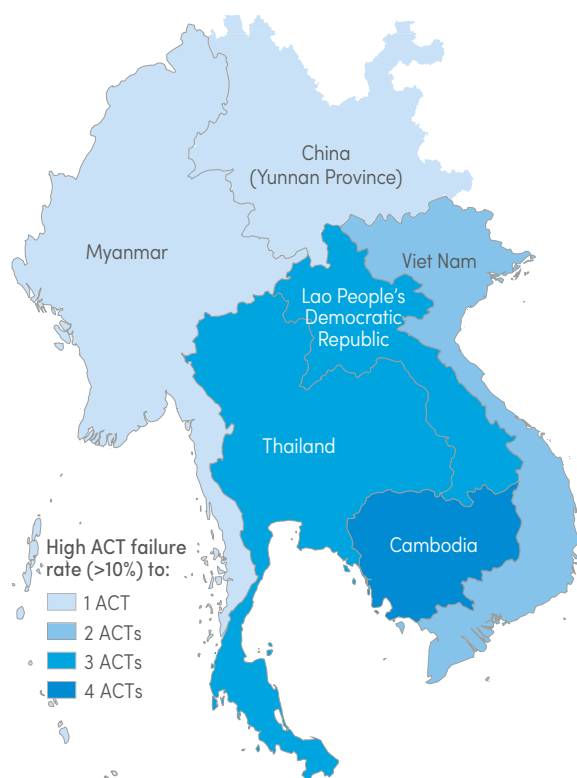 China
(Yunnan Province)
Myanmar
Viet Nam
Lao People's
Democratic
Republic
Thailand
Cambodia
High ACT failure
rate (>10%) to:
1 ACT
2 ACTs
3 ACTs
4 ACTs